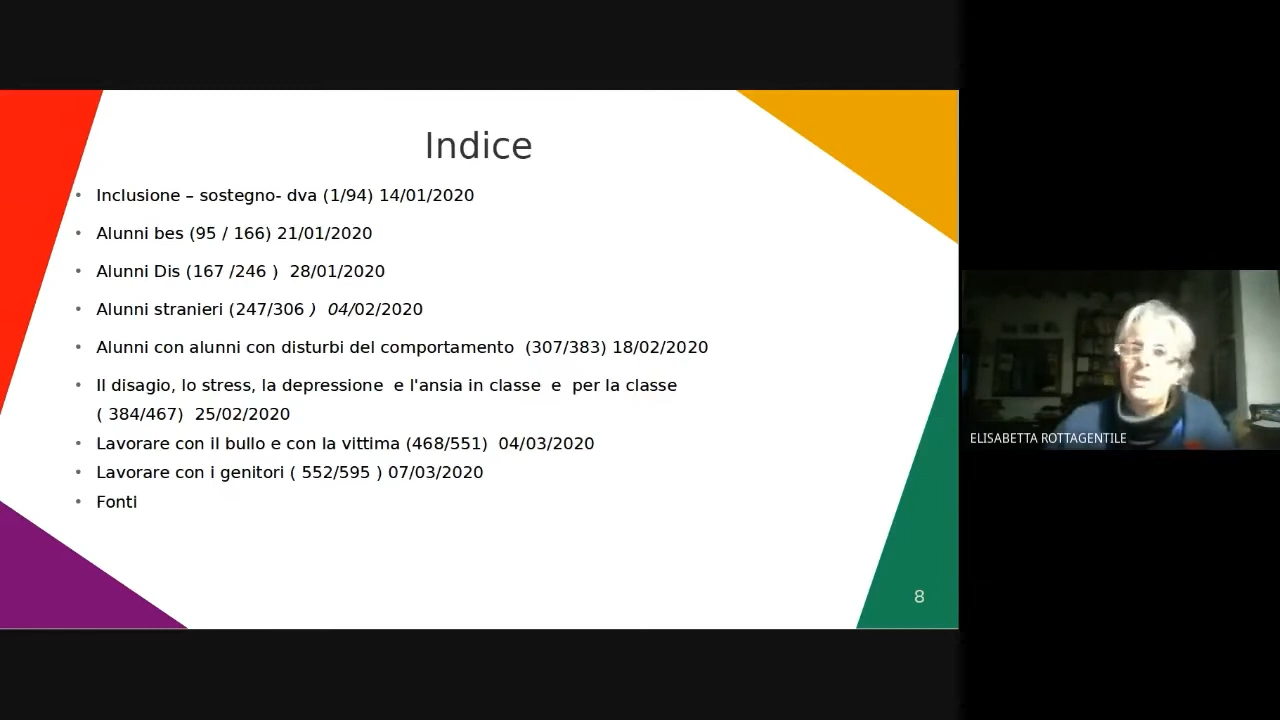 Indice
• Inclusione – sostegno- dva (1/94) 14/01/2020
• Alunni bes (95 / 166) 21/01/2020
• Alunni Dis (167 /246 )  28/01/2020
• Alunni stranieri (247/306 )  04/02/2020
• Alunni con alunni con disturbi del comportamento  (307/383) 18/02/2020
• Il disagio, lo stress, la depressione  e l'ansia in classe  e  per la classe
( 384/467)  25/02/2020
• Lavorare con il bullo e con la vittima (468/551)  04/03/2020
• Lavorare con i genitori ( 552/595 ) 07/03/2020
• Fonti
8
ELISABETTA ROTTAGENTILE